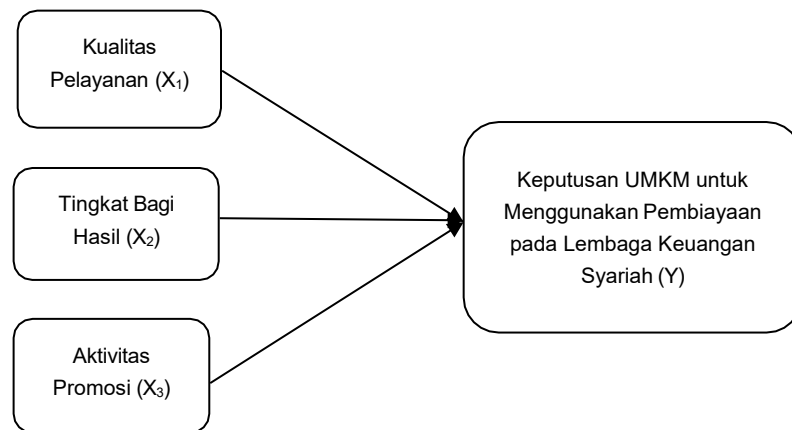 Kualitas
Pelayanan (X₁)
Tingkat Bagi
Hasil (X₂)
Aktivitas
Promosi (X₃)
Keputusan UMKM untuk
Menggunakan Pembiayaan
pada Lembaga Keuangan
Syariah (Y)